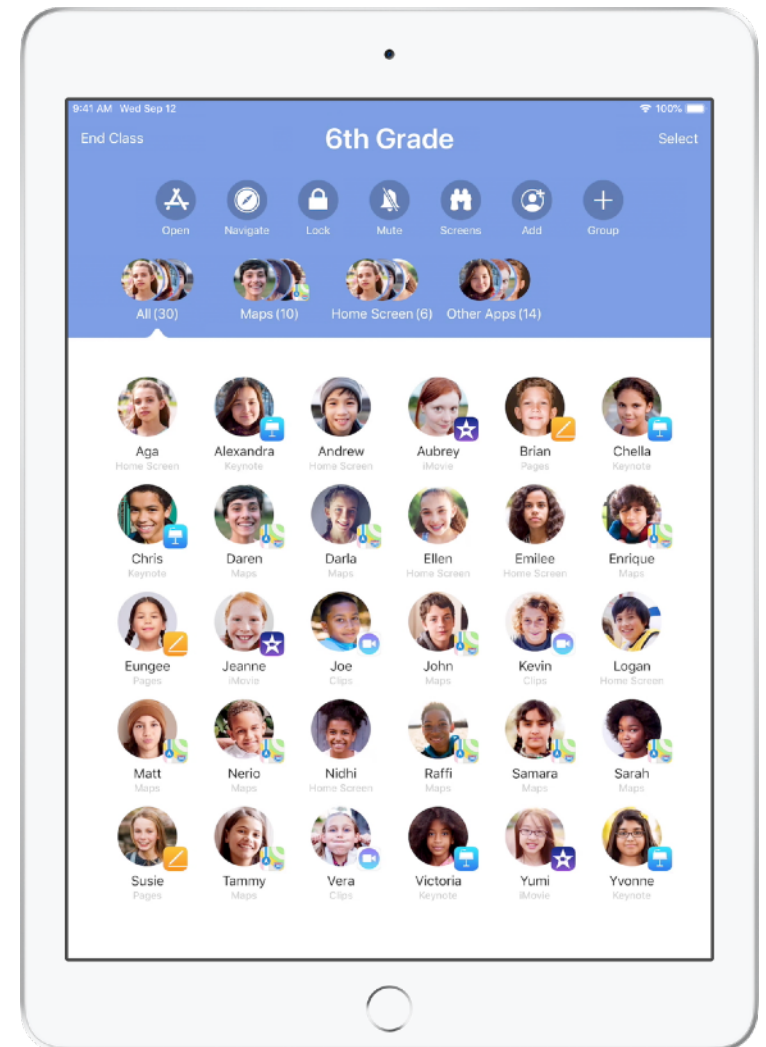 9:41 AM Wed Sep 12 100%
End Class 6th Grade Select
Open Navigate Lock Mute Screens Add Group
All (30) Maps (10) Home Screen (6) Other Apps (14)
Aga Alexandra Andrew Aubrey Brian Chella
Home Screen Keynote Home Screen iMovie Pages Keynote
Chris Daren Darla Ellen Emilee Enrique
Keynote Maps Maps Home Screen Home Screen Maps
Eungee Jeanne Joe John Kevin Logan
Pages iMovie Clips Maps Clips Home Screen
Matt Nerio Nidhi Raffi Samara Sarah
Maps Maps Home Screen Maps Maps Maps
Susie Tammy Vera Victoria Yumi Yvonne
Pages Maps Clips Keynote iMovie Keynote